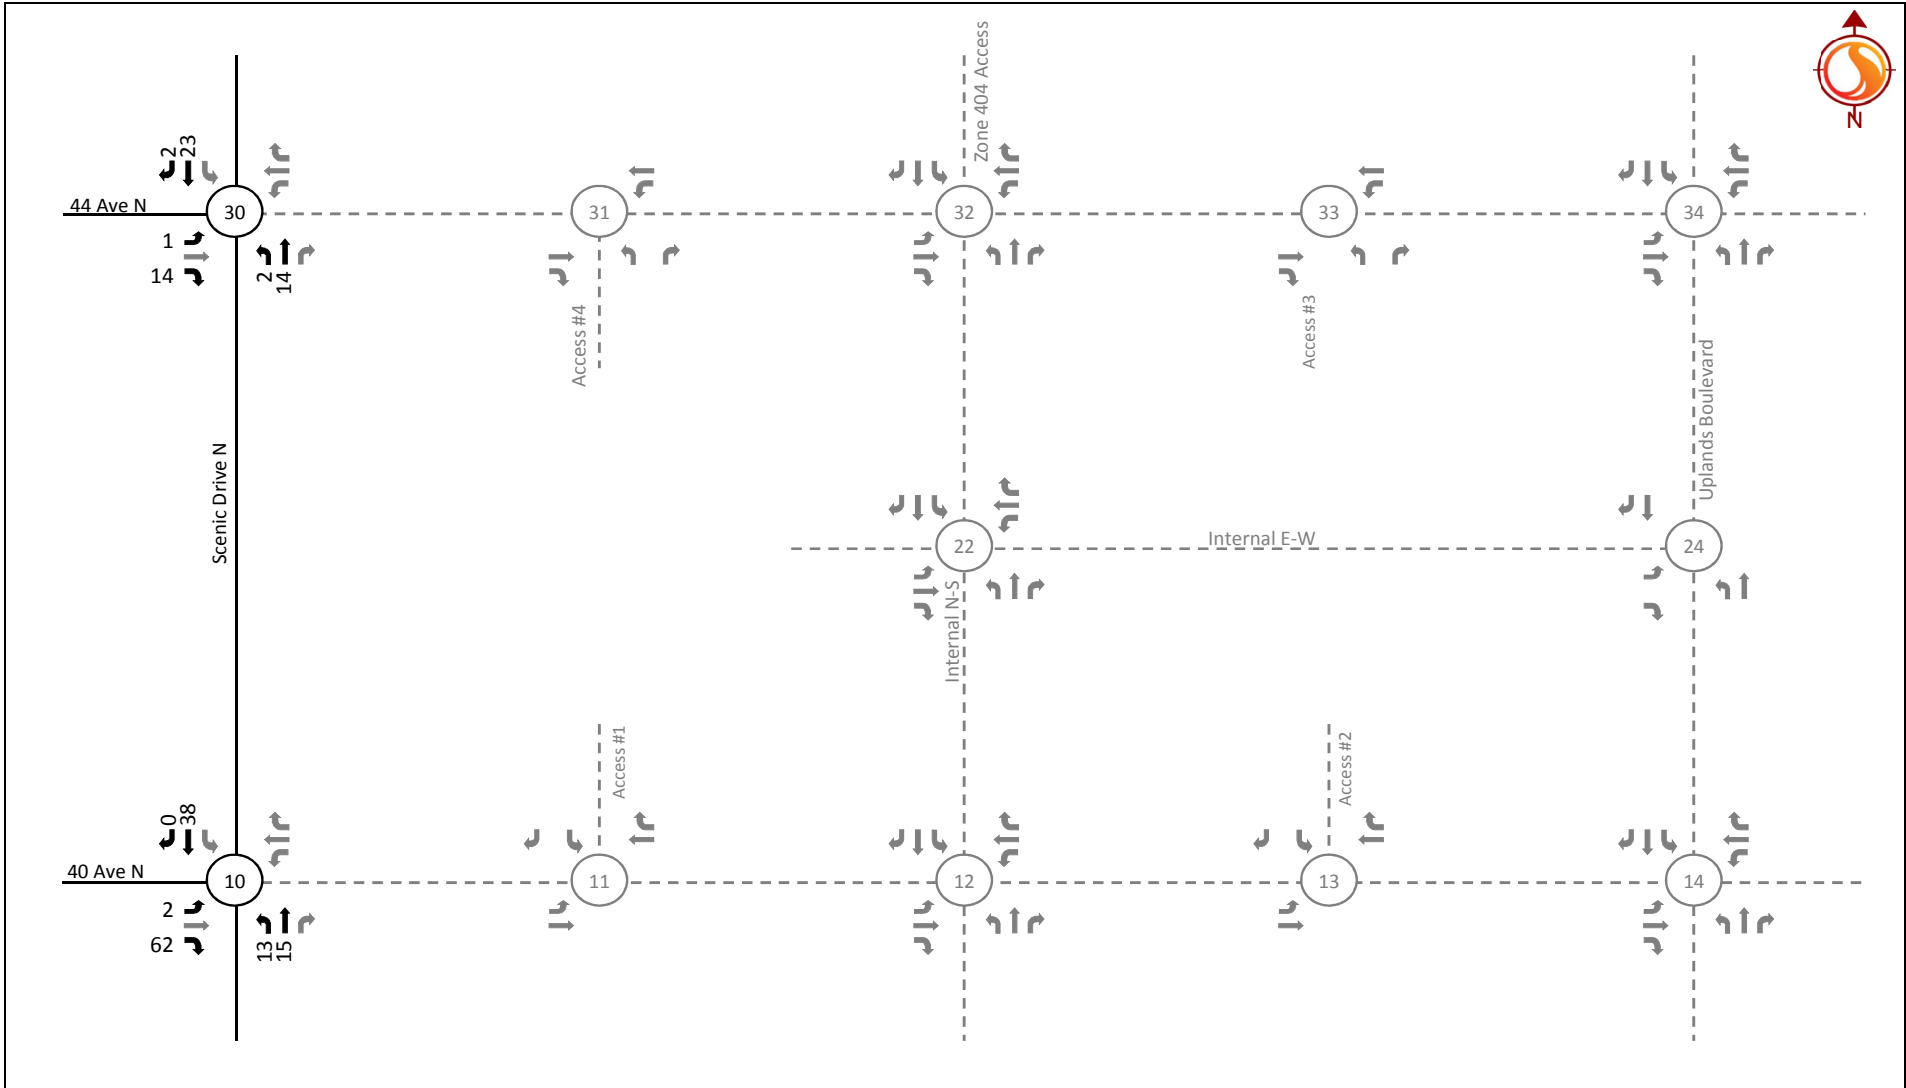 Zone 404 Access
N
2
23
44 Ave N
30
31
32
33
34
1
14
2
14
Access #4
Access #3
Uplands Boulevard
Scenic Drive N
22
Internal E-W
24
Internal N-S
Access #1
Access #2
0
38
40 Ave N
10
11
12
13
14
2
62
13
15